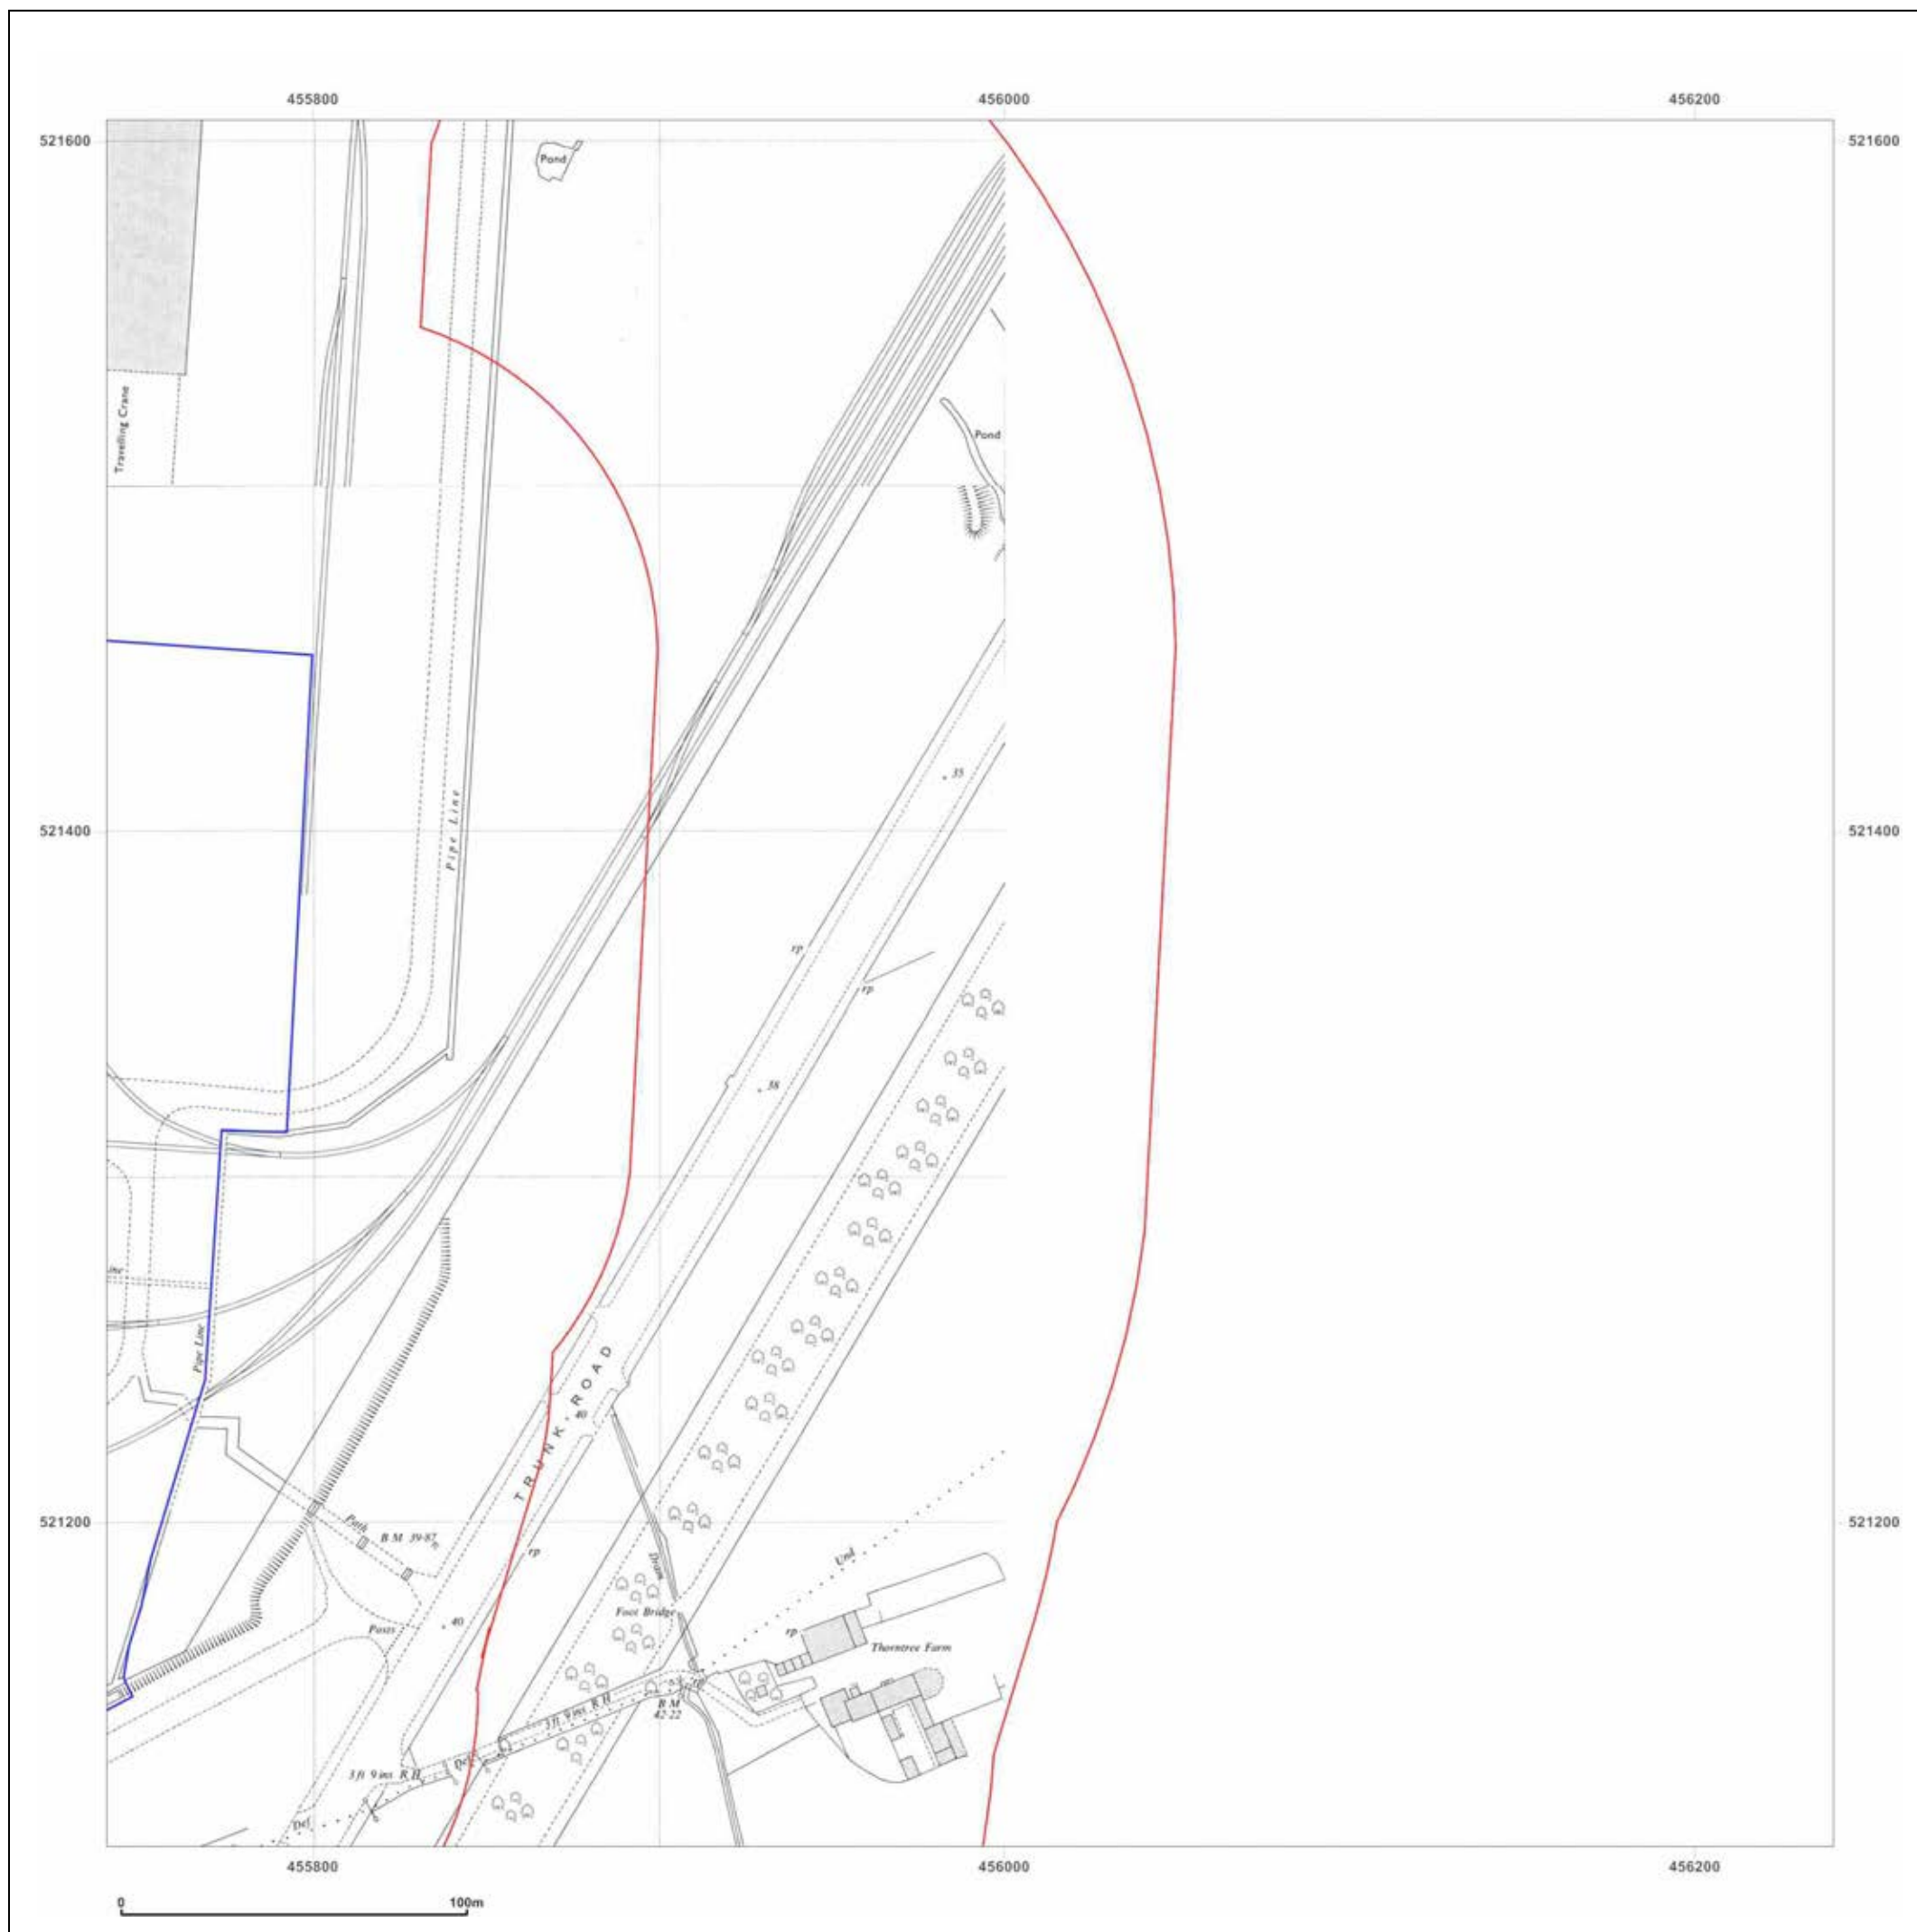 455800 456000 456200
521600 521600
Pond
Travelling Crane
Pond
35
521400 521400
Pipe Line
rp
rp
38
Pipe Line
TRUNK ROAD
40
521200 521200
Path
B M 39·87
rp
Drain
Und
Foot Bridge
40
Posts
rp
Thorntree Farm
rp
3 ft 9 ins R H
B M
42·22
Def
3 ft 9 ins R H
Def
455800 456000 456200
0 100m